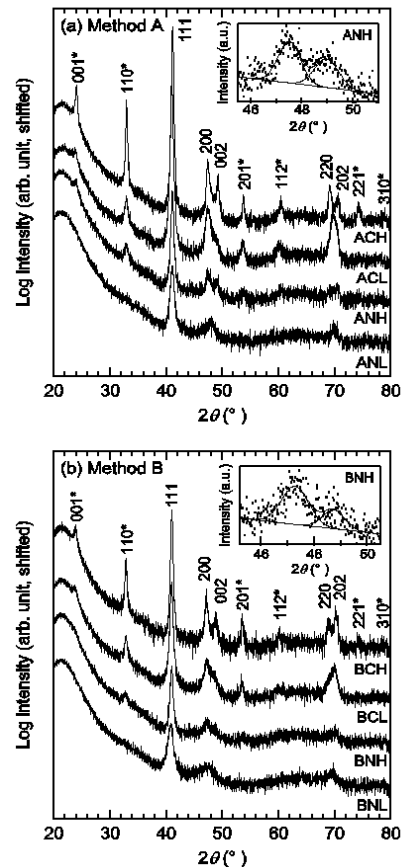 (a) Method A
ANH
Intensity (a.u.)
46 48 50
2θ (°)
001*
110*
111
200
002
201*
112*
220
202
221*
310*
ACH
ACL
ANH
ANL
Log Intensity (arb. unit, shifted)
20 30 40 50 60 70 80
2θ (°)
(b) Method B
BNH
Intensity (a.u.)
46 48 50
2θ (°)
001*
110*
111
200
002
201*
112*
220
202
221*
310*
BCH
BCL
BNH
BNL
Log Intensity (arb. unit, shifted)
20 30 40 50 60 70 80
2θ (°)